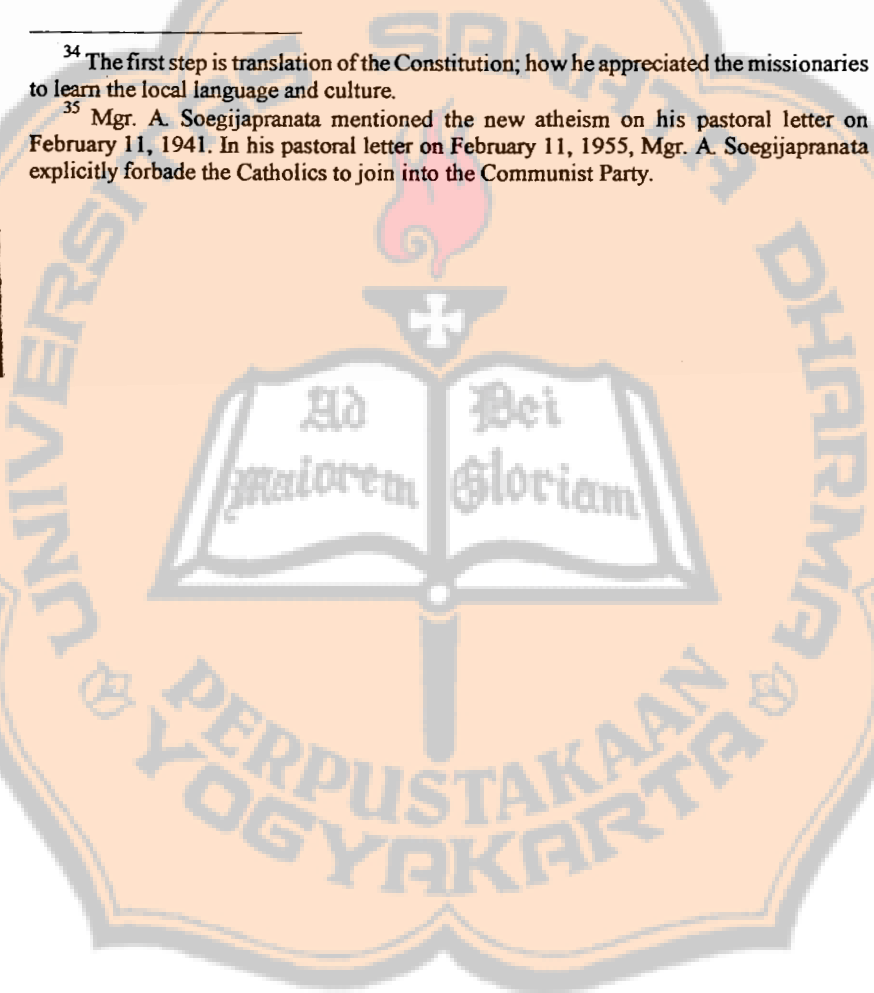 34 The first step is translation of the Constitution; how he appreciated the missionaries
to learn the local language and culture.
35 Mgr. A. Soegijapranata mentioned the new atheism on his pastoral letter on
February 11, 1941. In his pastoral letter on February 11, 1955, Mgr. A. Soegijapranata
explicitly forbade the Catholics to join into the Communist Party.
UNIVERSITAS SANATA DHARMA
Ad Dei
maiorem Gloriam
PERPUSTAKAAN
YOGYAKARTA